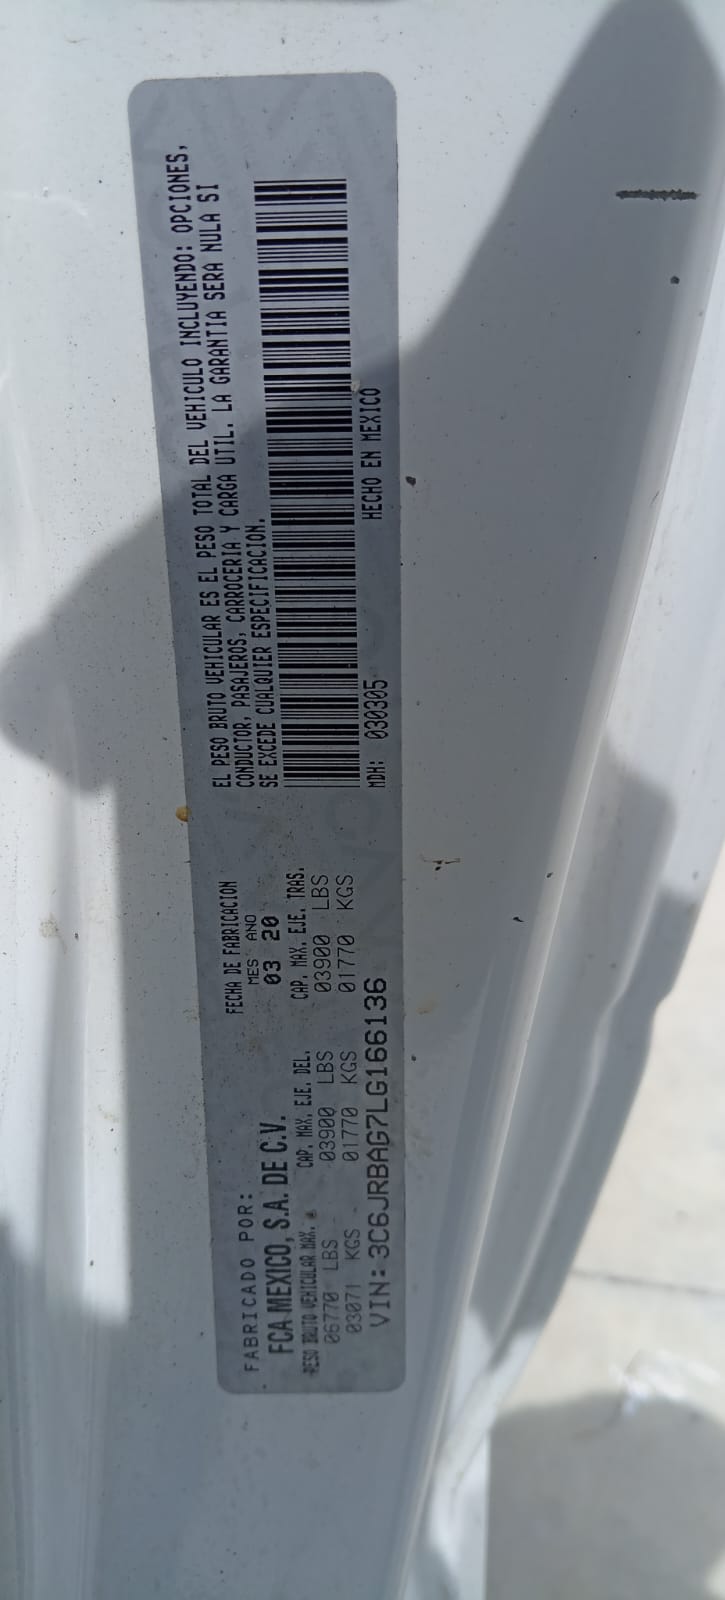 FABRICADO POR:
FCA MEXICO, S.A. DE C.V.
FECHA DE FABRICACION
MES ANO
03 20
PESO BRUTO VEHICULAR MAX.
06770 LBS
03071 KGS
CAP. MAX. EJE. DEL.
03900 LBS
01770 KGS
CAP. MAX. EJE. TRAS.
03900 LBS
01770 KGS
VIN: 3C6JRBAG7LG166136
EL PESO BRUTO VEHICULAR ES EL PESO TOTAL DEL VEHICULO INCLUYENDO: OPCIONES,
CONDUCTOR, PASAJEROS, CARROCERIA Y CARGA UTIL. LA GARANTIA SERA NULA SI
SE EXCEDE CUALQUIER ESPECIFICACION.
MDH: 030305
HECHO EN MEXICO